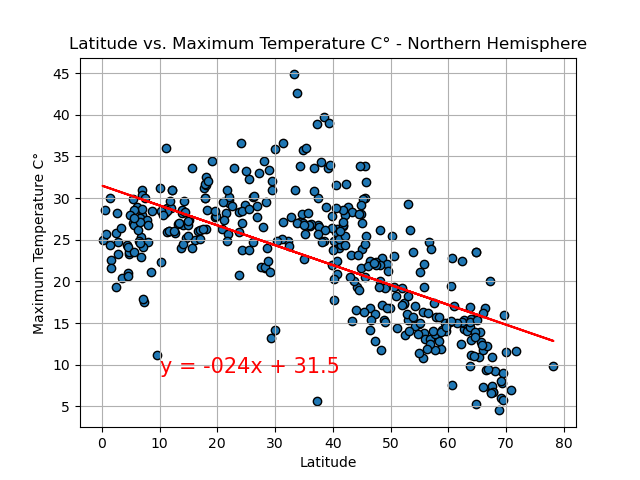 Latitude vs. Maximum Temperature C° - Northern Hemisphere
45
40
35
30
25
20
15
10
5
Maximum Temperature C°
y = -024x + 31.5
0 10 20 30 40 50 60 70 80
Latitude